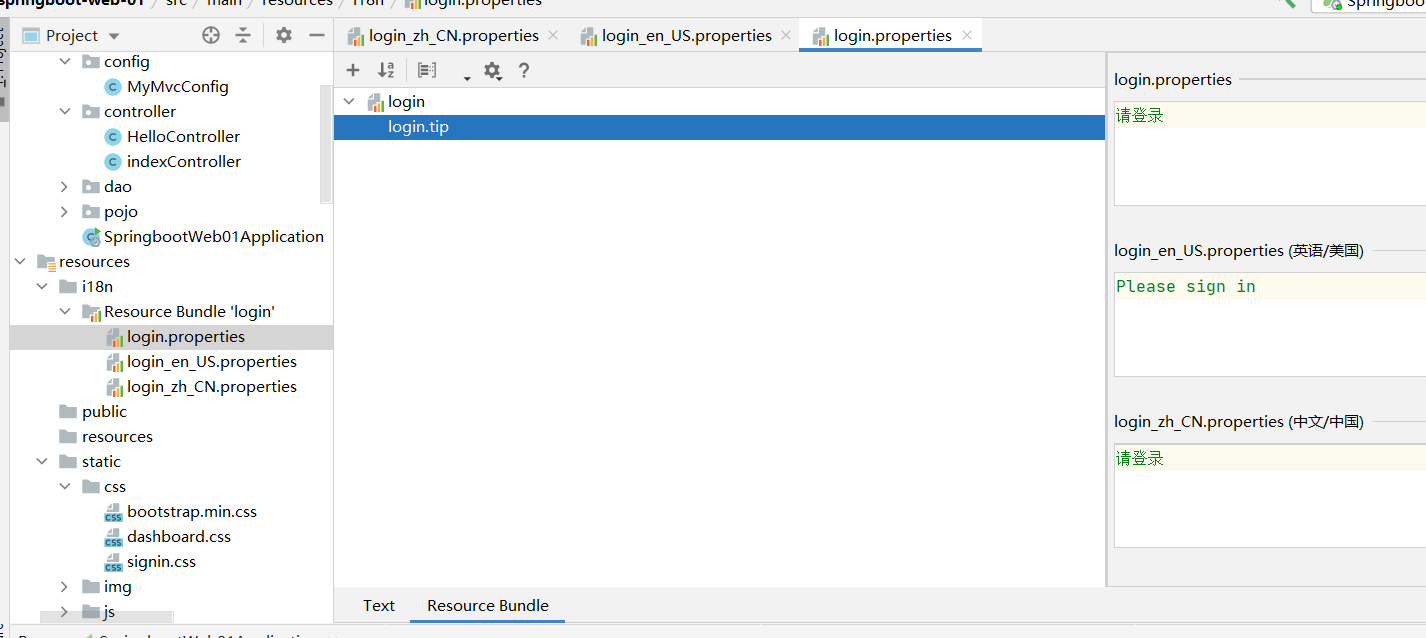 springboot-web-01 src main resources i18n login.properties
Project
login_zh_CN.properties
login_en_US.properties
login.properties
config
MyMvcConfig
controller
HelloController
indexController
dao
pojo
SpringbootWeb01Application
resources
i18n
Resource Bundle 'login'
login.properties
login_en_US.properties
login_zh_CN.properties
public
resources
static
css
bootstrap.min.css
dashboard.css
signin.css
img
js
login
login.tip
Text
Resource Bundle
login.properties
请登录
login_en_US.properties (英语/美国)
Please sign in
login_zh_CN.properties (中文/中国)
请登录